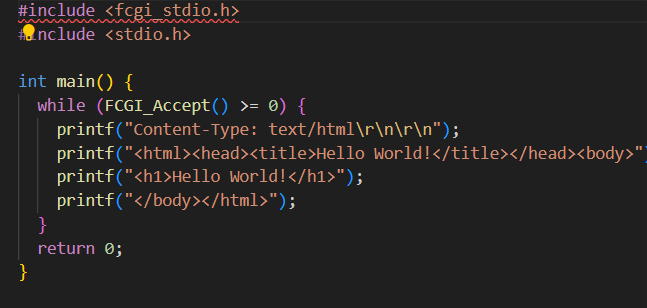 #include <fcgi_stdio.h>
#include <stdio.h>
int main() {
while (FCGI_Accept() >= 0) {
printf("Content-Type: text/html\r\n\r\n");
printf("<html><head><title>Hello World!</title></head><body>")
printf("<h1>Hello World!</h1>");
printf("</body></html>");
}
return 0;
}